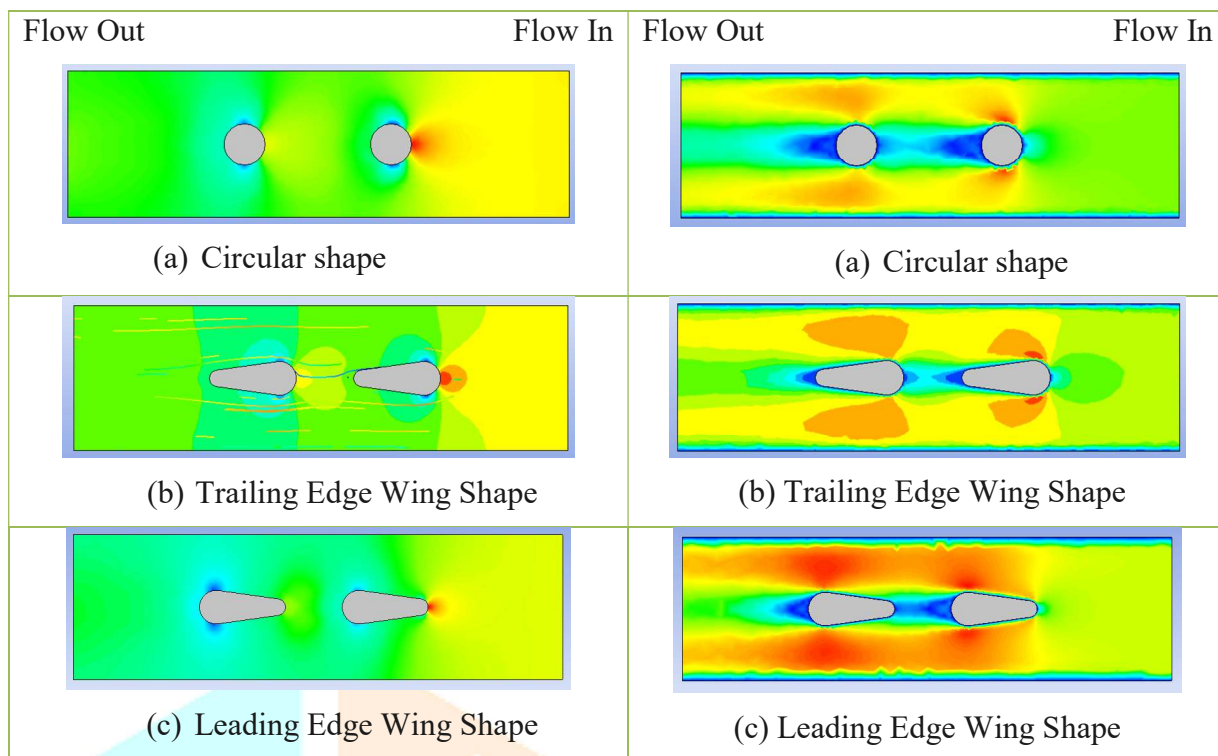 Flow Out Flow In Flow Out Flow In
(a) Circular shape (a) Circular shape
(b) Trailing Edge Wing Shape (b) Trailing Edge Wing Shape
(c) Leading Edge Wing Shape (c) Leading Edge Wing Shape